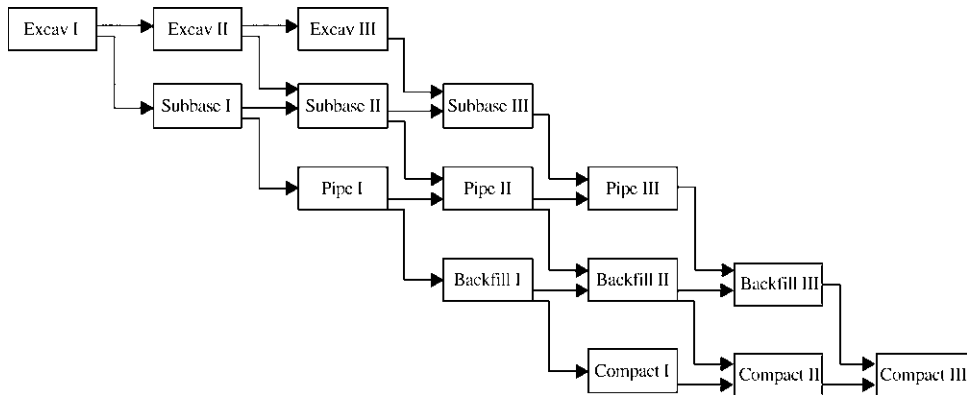 Excav I
Excav II
Excav III
Subbase I
Subbase II
Subbase III
Pipe I
Pipe II
Pipe III
Backfill I
Backfill II
Backfill III
Compact I
Compact II
Compact III